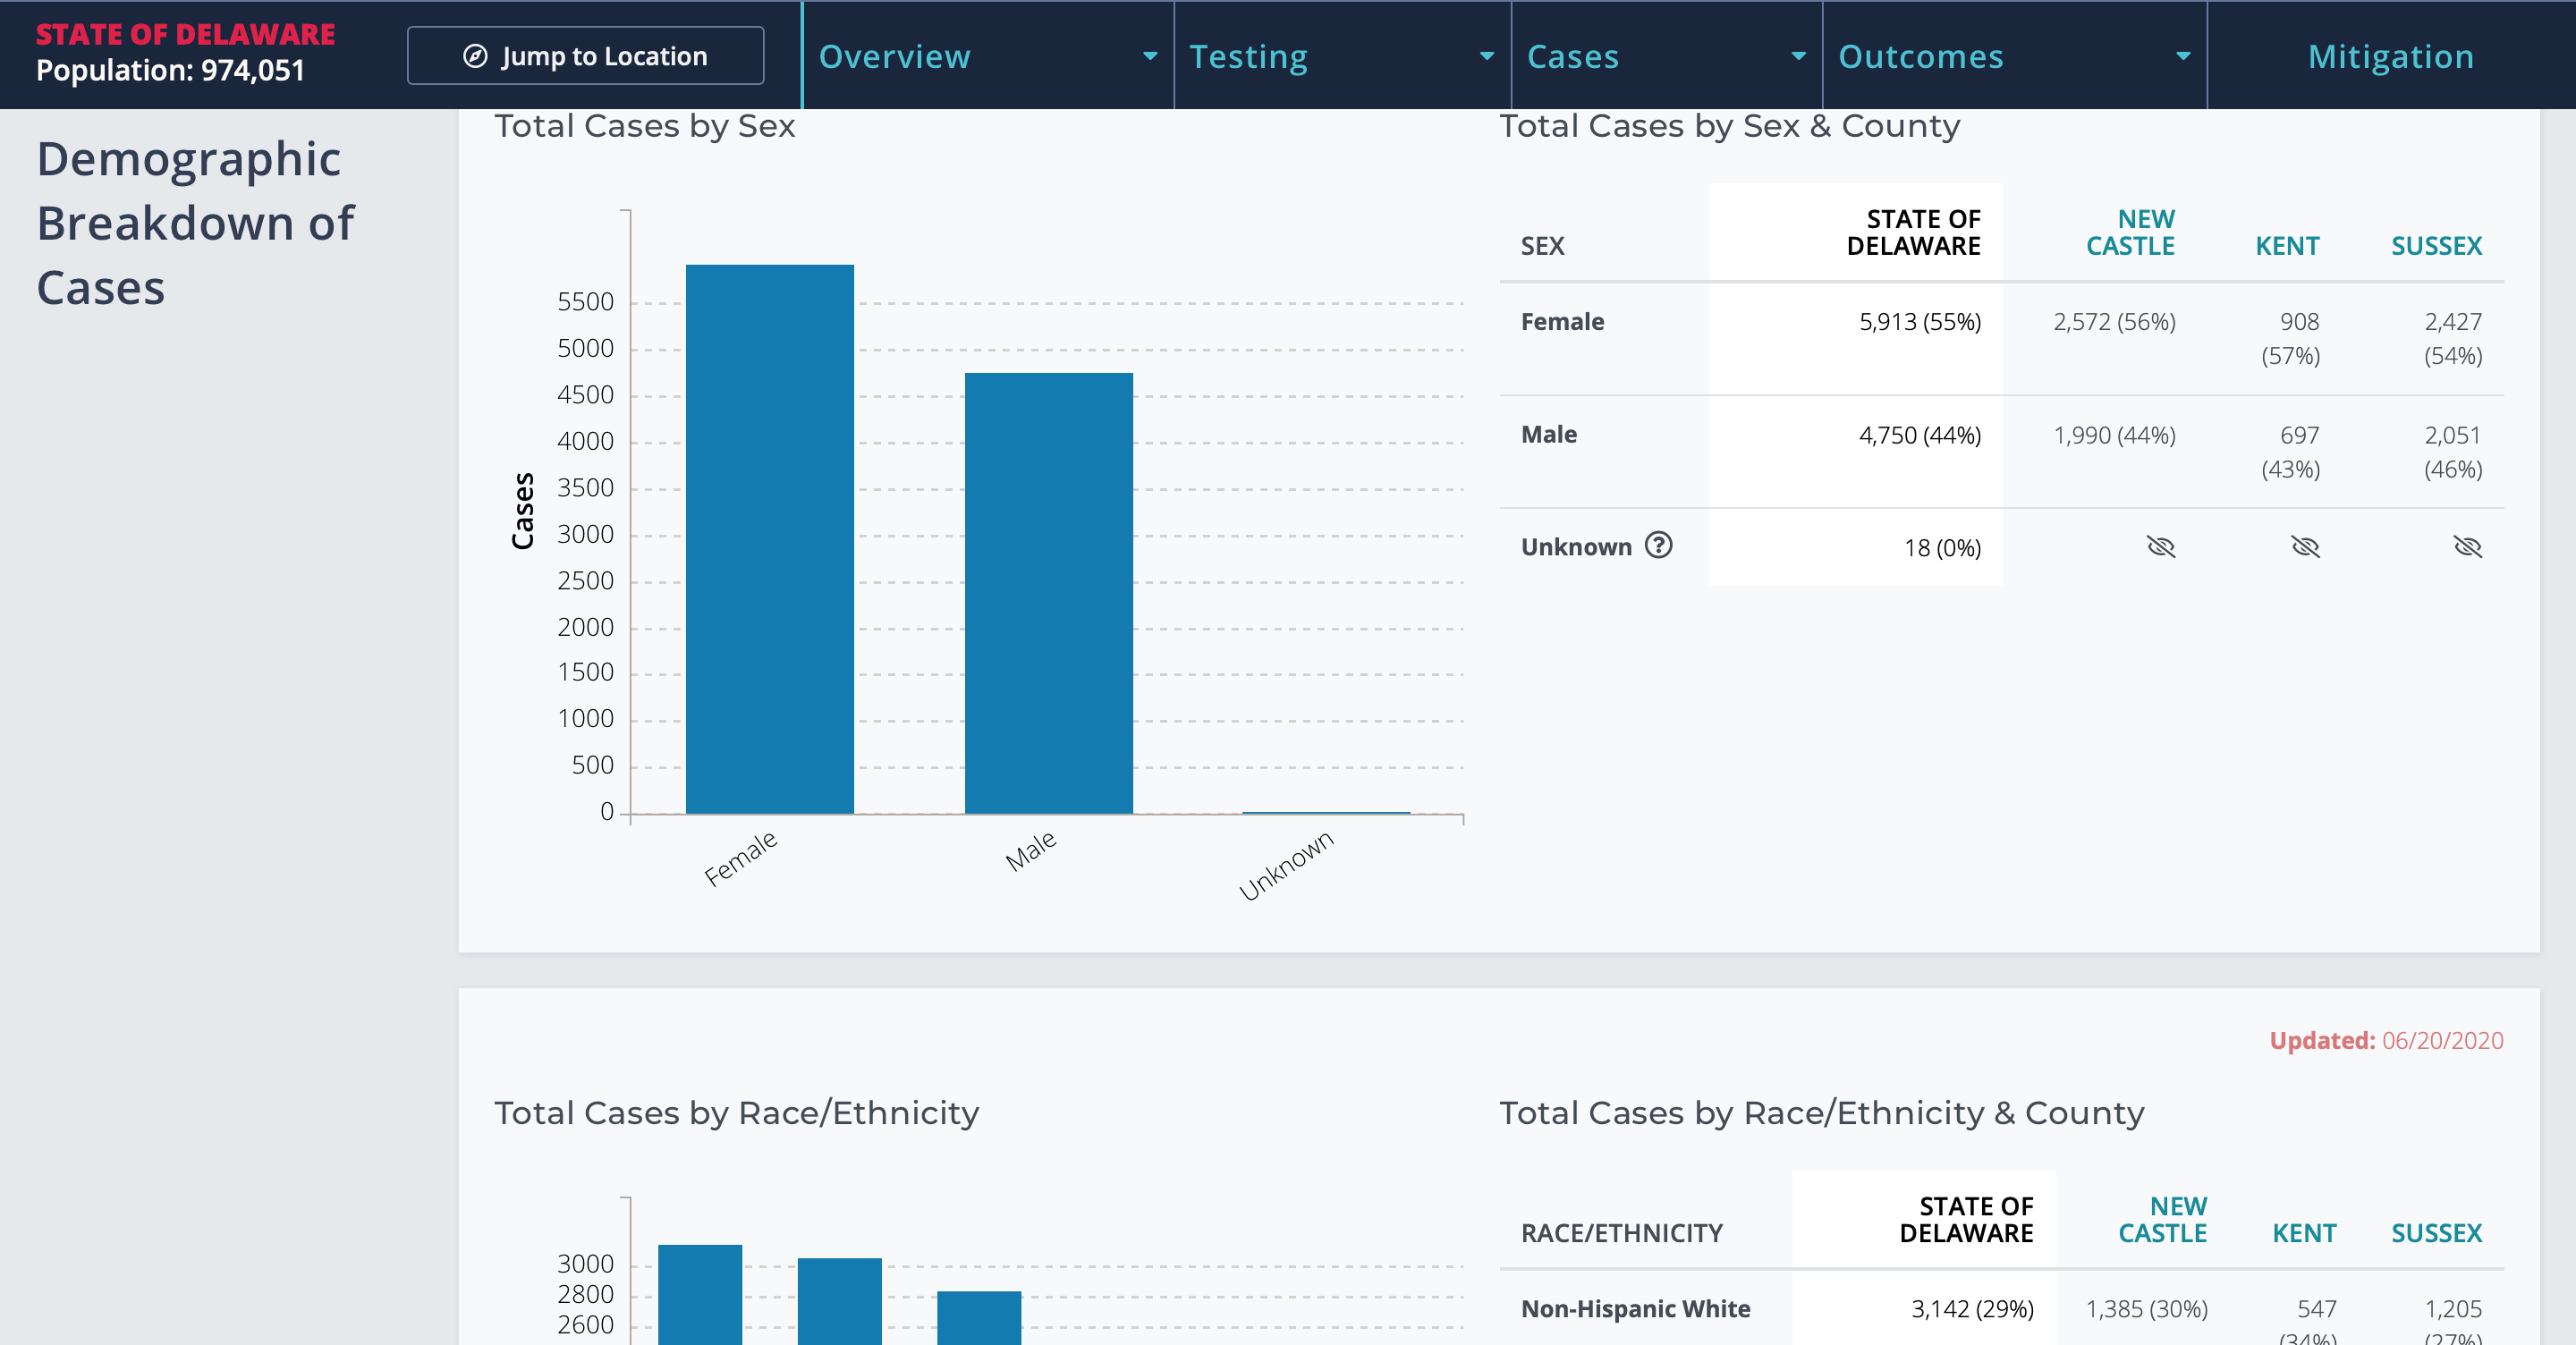 STATE OF DELAWARE
Population: 974,051
Jump to Location
Overview
Testing
Cases
Outcomes
Mitigation
Demographic
Breakdown of
Cases
Total Cases by Sex
Cases
5500
5000
4500
4000
3500
3000
2500
2000
1500
1000
500
0
Female
Male
Unknown
Total Cases by Sex & County
SEX STATE OF DELAWARE NEW CASTLE KENT SUSSEX
Female 5,913 (55%) 2,572 (56%) 908 (57%) 2,427 (54%)
Male 4,750 (44%) 1,990 (44%) 697 (43%) 2,051 (46%)
Unknown ? 18 (0%)
Updated: 06/20/2020
Total Cases by Race/Ethnicity
3000
2800
2600
Total Cases by Race/Ethnicity & County
RACE/ETHNICITY STATE OF DELAWARE NEW CASTLE KENT SUSSEX
Non-Hispanic White 3,142 (29%) 1,385 (30%) 547 (34%) 1,205 (27%)